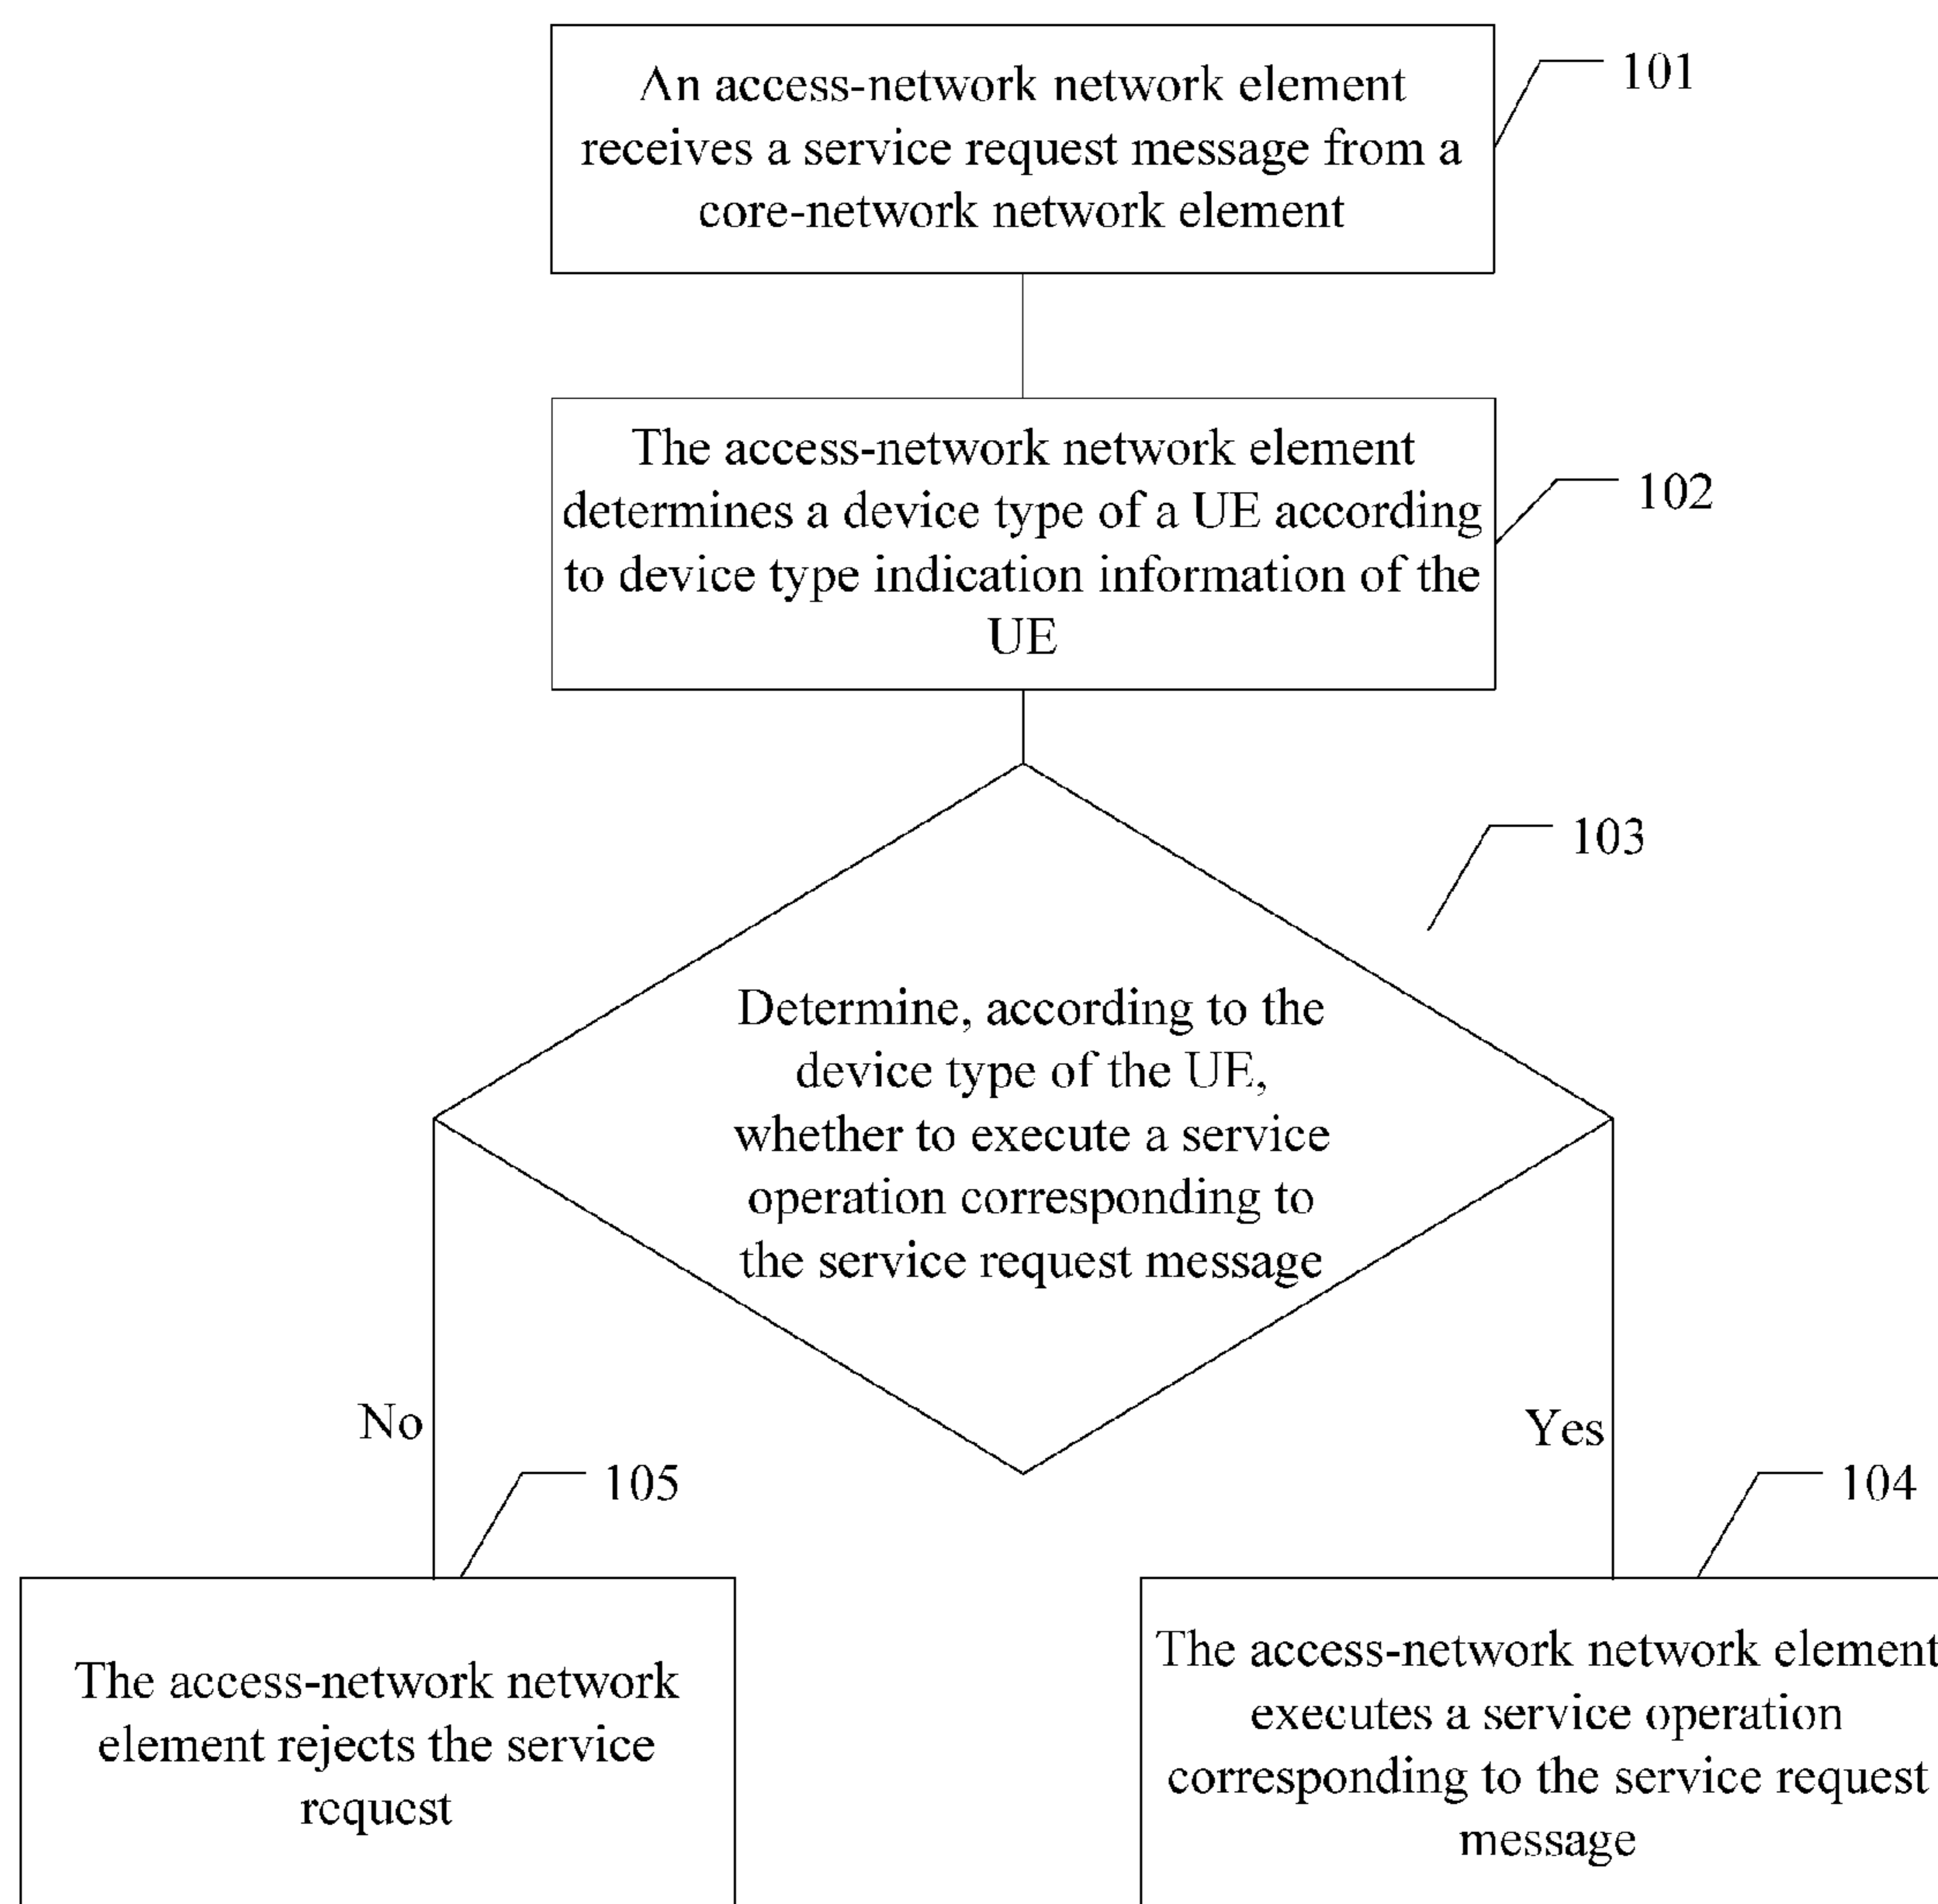 An access-network network element
receives a service request message from a
core-network network element
101
The access-network network element
determines a device type of a UE according
to device type indication information of the
UE
102
103
Determine, according to the
device type of the UE,
whether to execute a service
operation corresponding to
the service request message
No
Yes
105
104
The access-network network
element rejects the service
request
The access-network network element
executes a service operation
corresponding to the service request
message